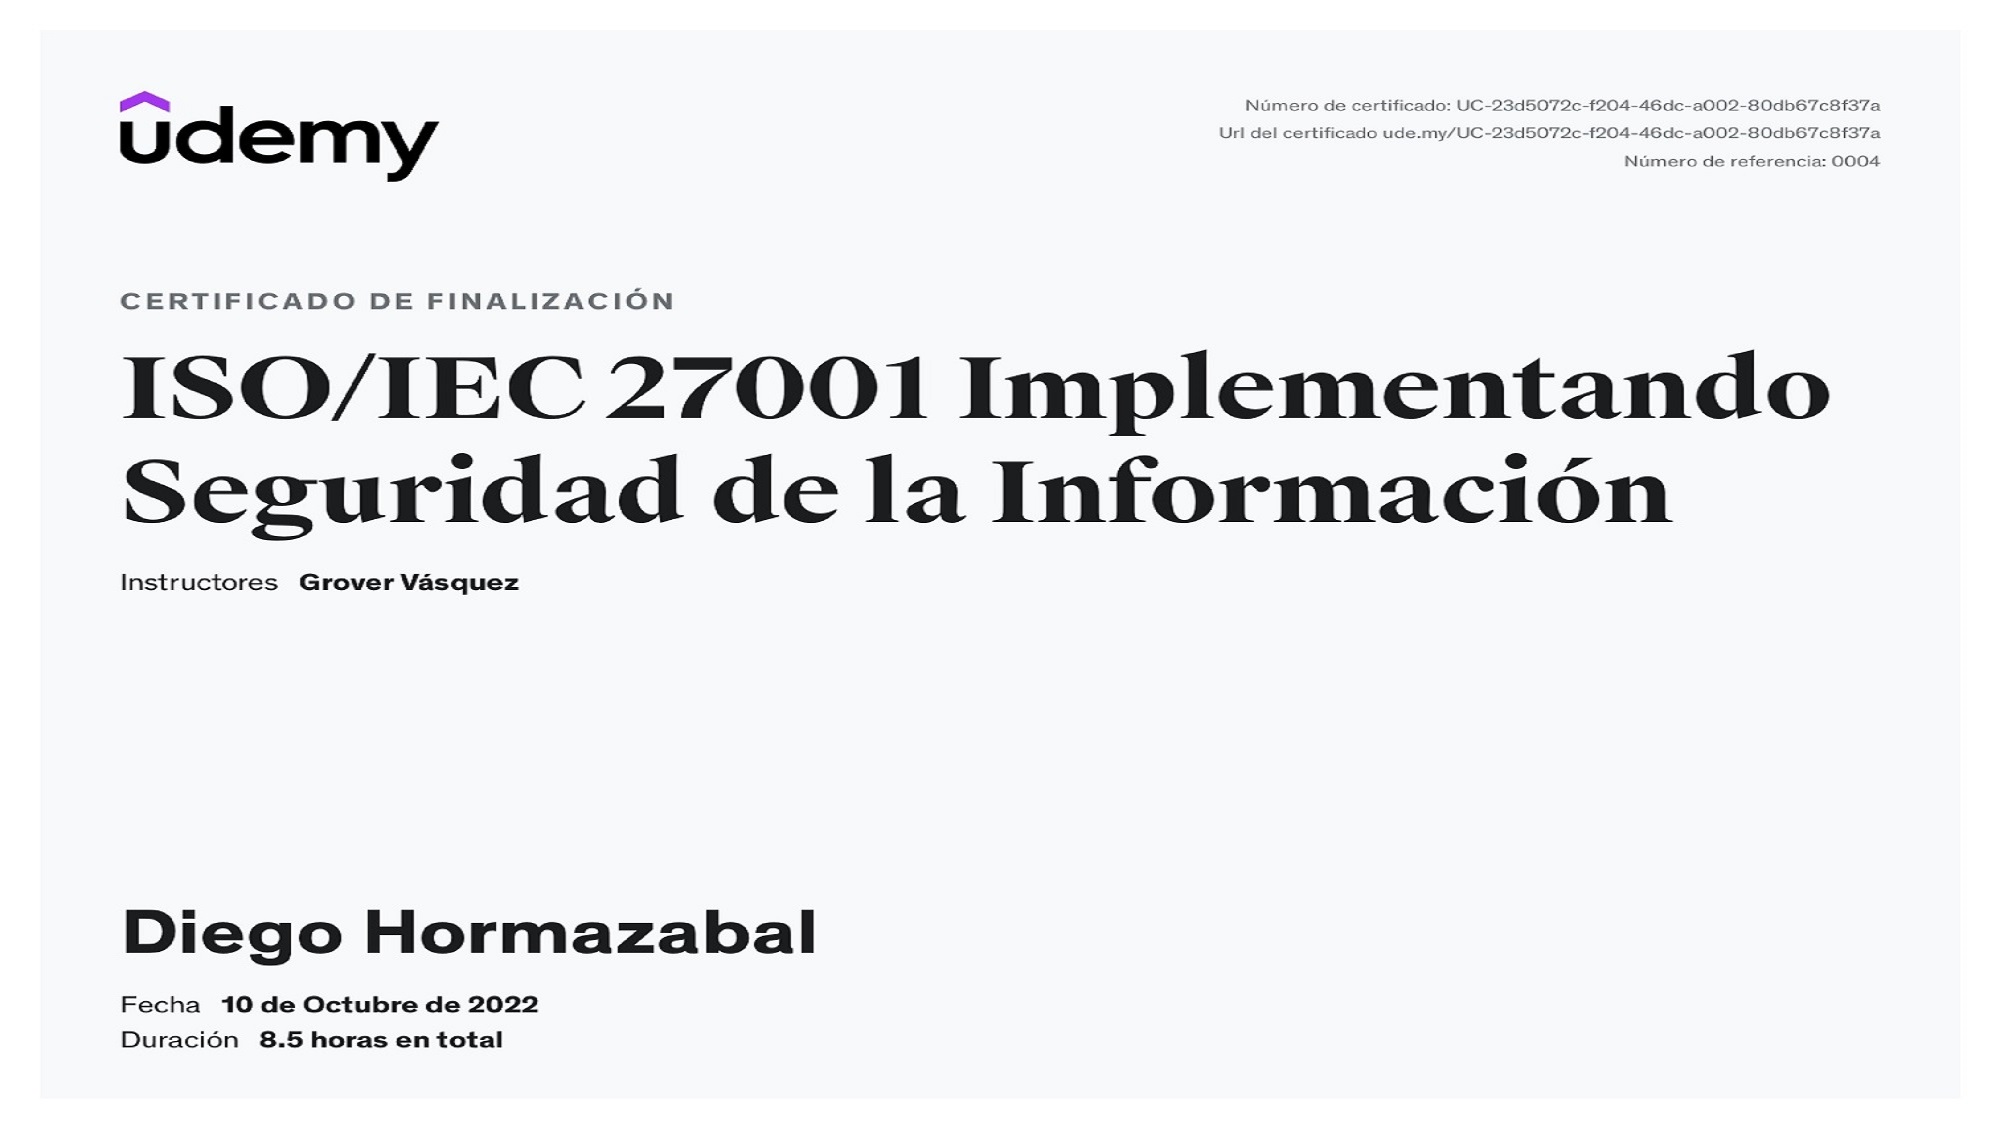 udemy
Número de certificado: UC-23d5072c-f204-46dc-a002-80db67c8f37a
Url del certificado ude.my/UC-23d5072c-f204-46dc-a002-80db67c8f37a
Número de referencia: 0004
CERTIFICADO DE FINALIZACIÓN
ISO/IEC 27001 Implementando
Seguridad de la Información
Instructores Grover Vásquez
Diego Hormazabal
Fecha 10 de Octubre de 2022
Duración 8.5 horas en total